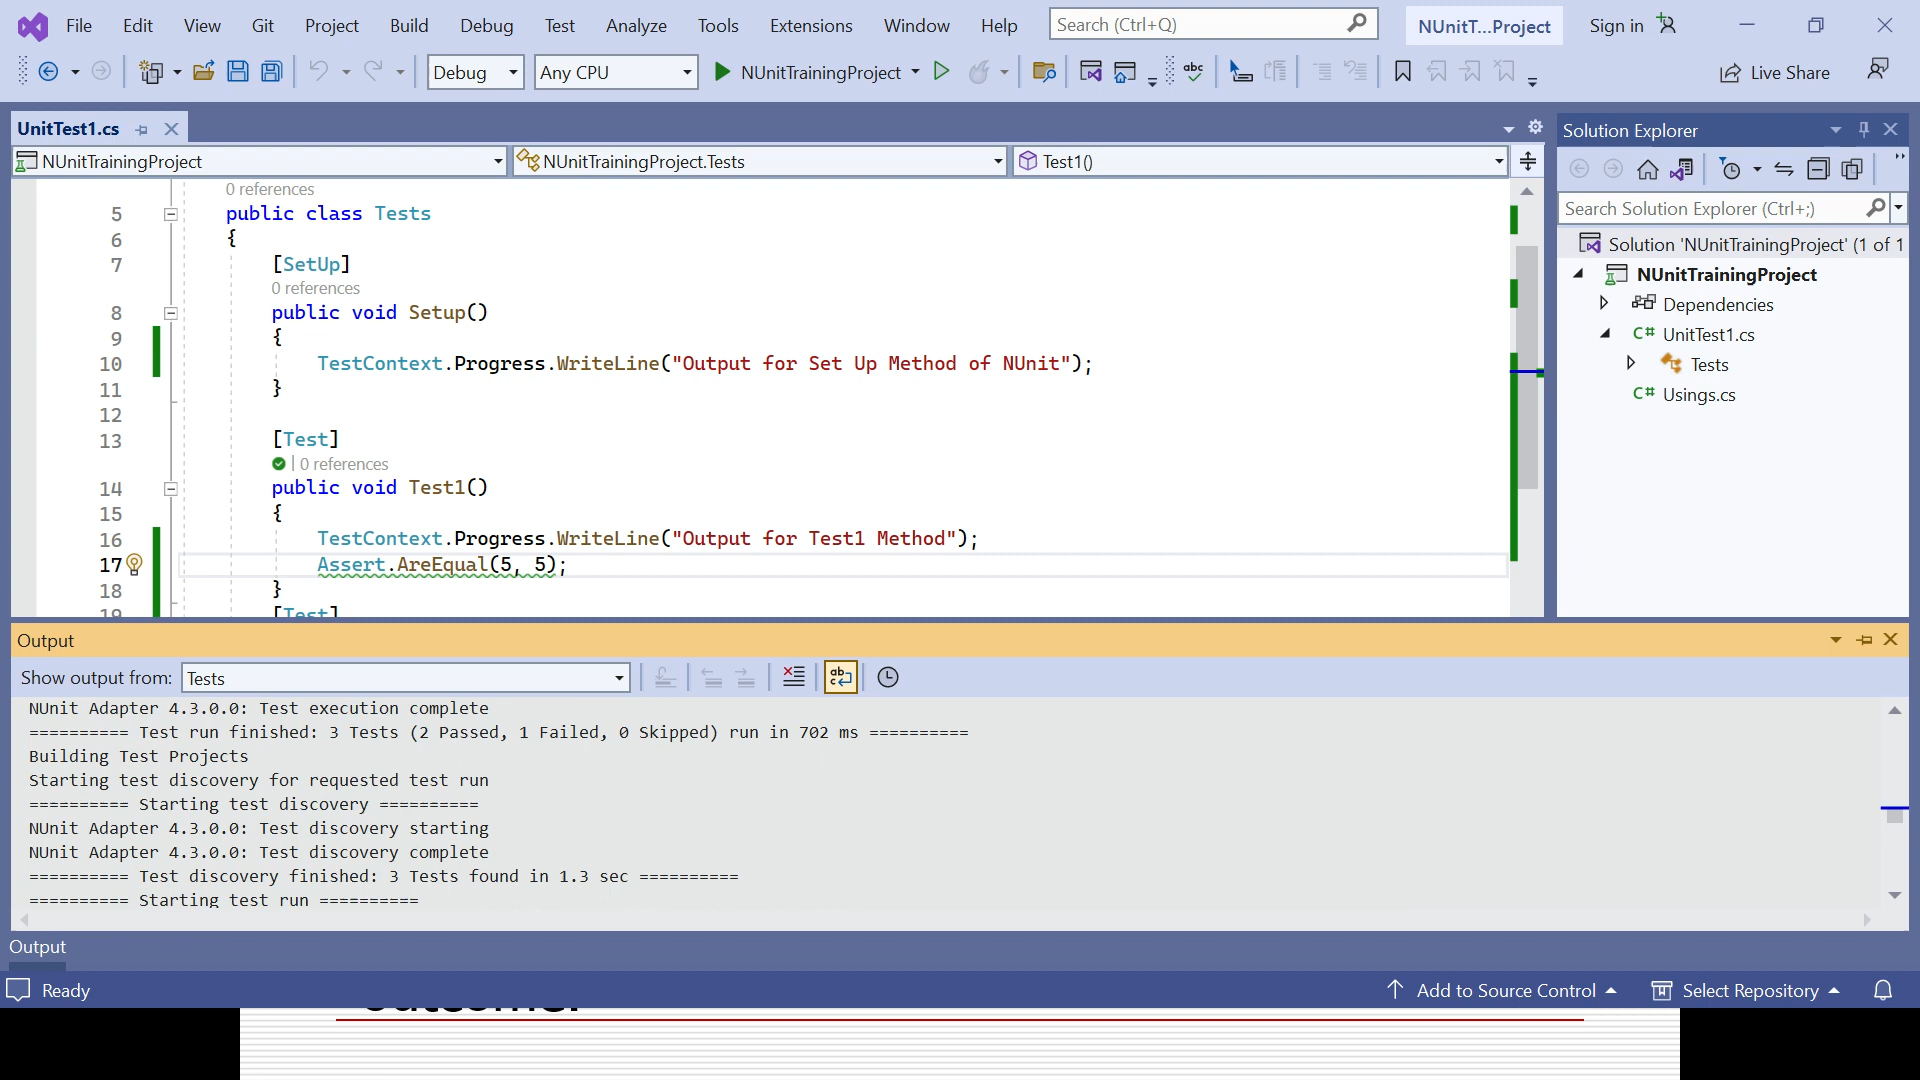 File Edit View Git Project Build Debug Test Analyze Tools Extensions Window Help Search (Ctrl+Q) NUnitT...Project Sign in
Debug Any CPU NUnitTrainingProject Live Share
UnitTest1.cs
NUnitTrainingProject NUnitTrainingProject.Tests Test1()
0 references
5 public class Tests
6 {
7 [SetUp]
0 references
8 public void Setup()
9 {
10 TestContext.Progress.WriteLine("Output for Set Up Method of NUnit");
11 }
12
13 [Test]
0 references
14 public void Test1()
15 {
16 TestContext.Progress.WriteLine("Output for Test1 Method");
17 Assert.AreEqual(5, 5);
18 }
19 [Test]
Solution Explorer
Search Solution Explorer (Ctrl+;)
Solution 'NUnitTrainingProject' (1 of 1
NUnitTrainingProject
Dependencies
C# UnitTest1.cs
Tests
C# Usings.cs
Output
Show output from: Tests
NUnit Adapter 4.3.0.0: Test execution complete
========== Test run finished: 3 Tests (2 Passed, 1 Failed, 0 Skipped) run in 702 ms ==========
Building Test Projects
Starting test discovery for requested test run
========== Starting test discovery ==========
NUnit Adapter 4.3.0.0: Test discovery starting
NUnit Adapter 4.3.0.0: Test discovery complete
========== Test discovery finished: 3 Tests found in 1.3 sec ==========
========== Starting test run ==========
Output
Ready Add to Source Control Select Repository